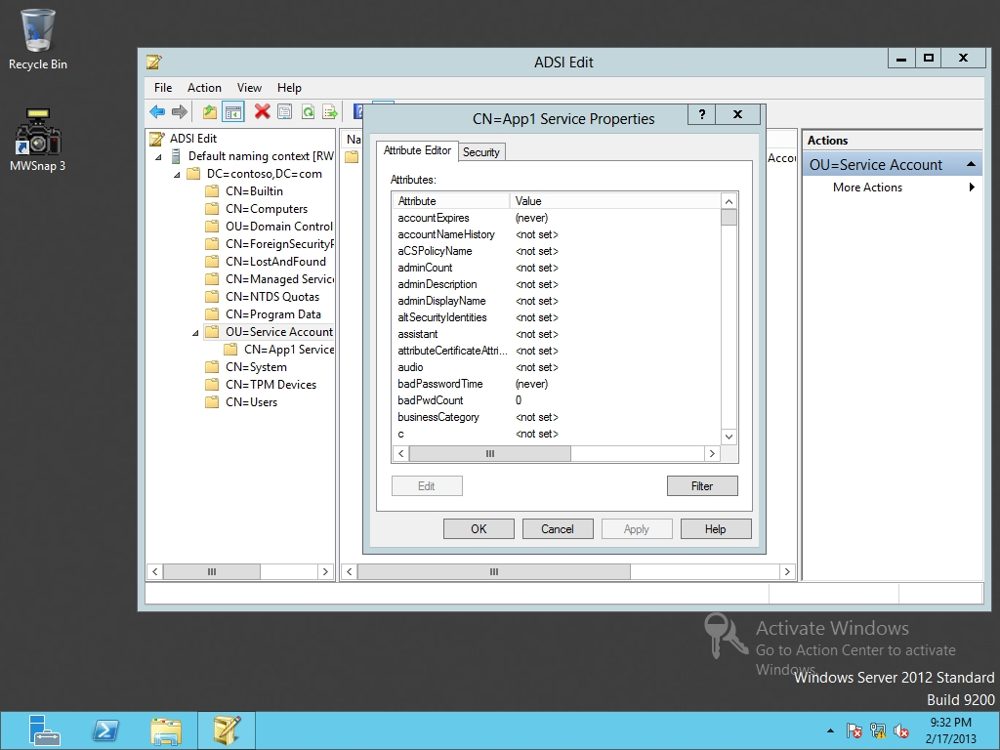 Recycle Bin
MWSnap 3
ADSI Edit
File Action View Help
ADSI Edit
Default naming context [RW
DC=contoso,DC=com
CN=Builtin
CN=Computers
OU=Domain Control
CN=ForeignSecurityP
CN=LostAndFound
CN=Managed Servic
CN=NTDS Quotas
CN=Program Data
OU=Service Account
CN=App1 Service
CN=System
CN=TPM Devices
CN=Users
Na
Accou
CN=App1 Service Properties
?
Attribute Editor Security
Attributes:
Attribute Value
accountExpires (never)
accountNameHistory <not set>
aCSPolicyName <not set>
adminCount <not set>
adminDescription <not set>
adminDisplayName <not set>
altSecurityIdentities <not set>
assistant <not set>
attributeCertificateAttri... <not set>
audio <not set>
badPasswordTime (never)
badPwdCount 0
businessCategory <not set>
c <not set>
Edit Filter
OK Cancel Apply Help
Actions
OU=Service Account
More Actions
Activate Windows
Go to Action Center to activate
Windows.
Windows Server 2012 Standard
Build 9200
9:32 PM
2/17/2013